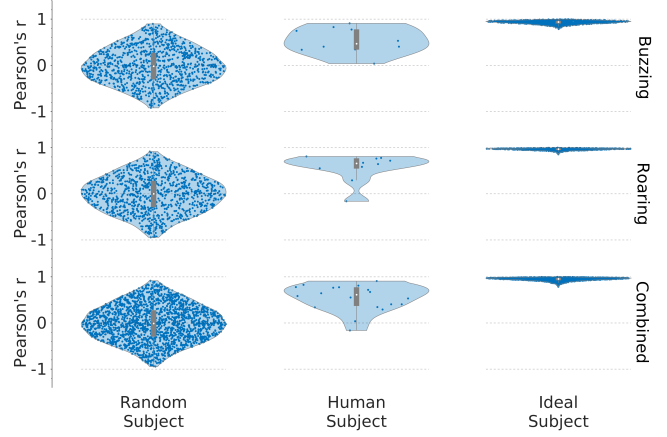 Pearson's r
1
0
-1
Buzzing
Pearson's r
1
0
-1
Roaring
Pearson's r
1
0
-1
Combined
Random
Subject
Human
Subject
Ideal
Subject